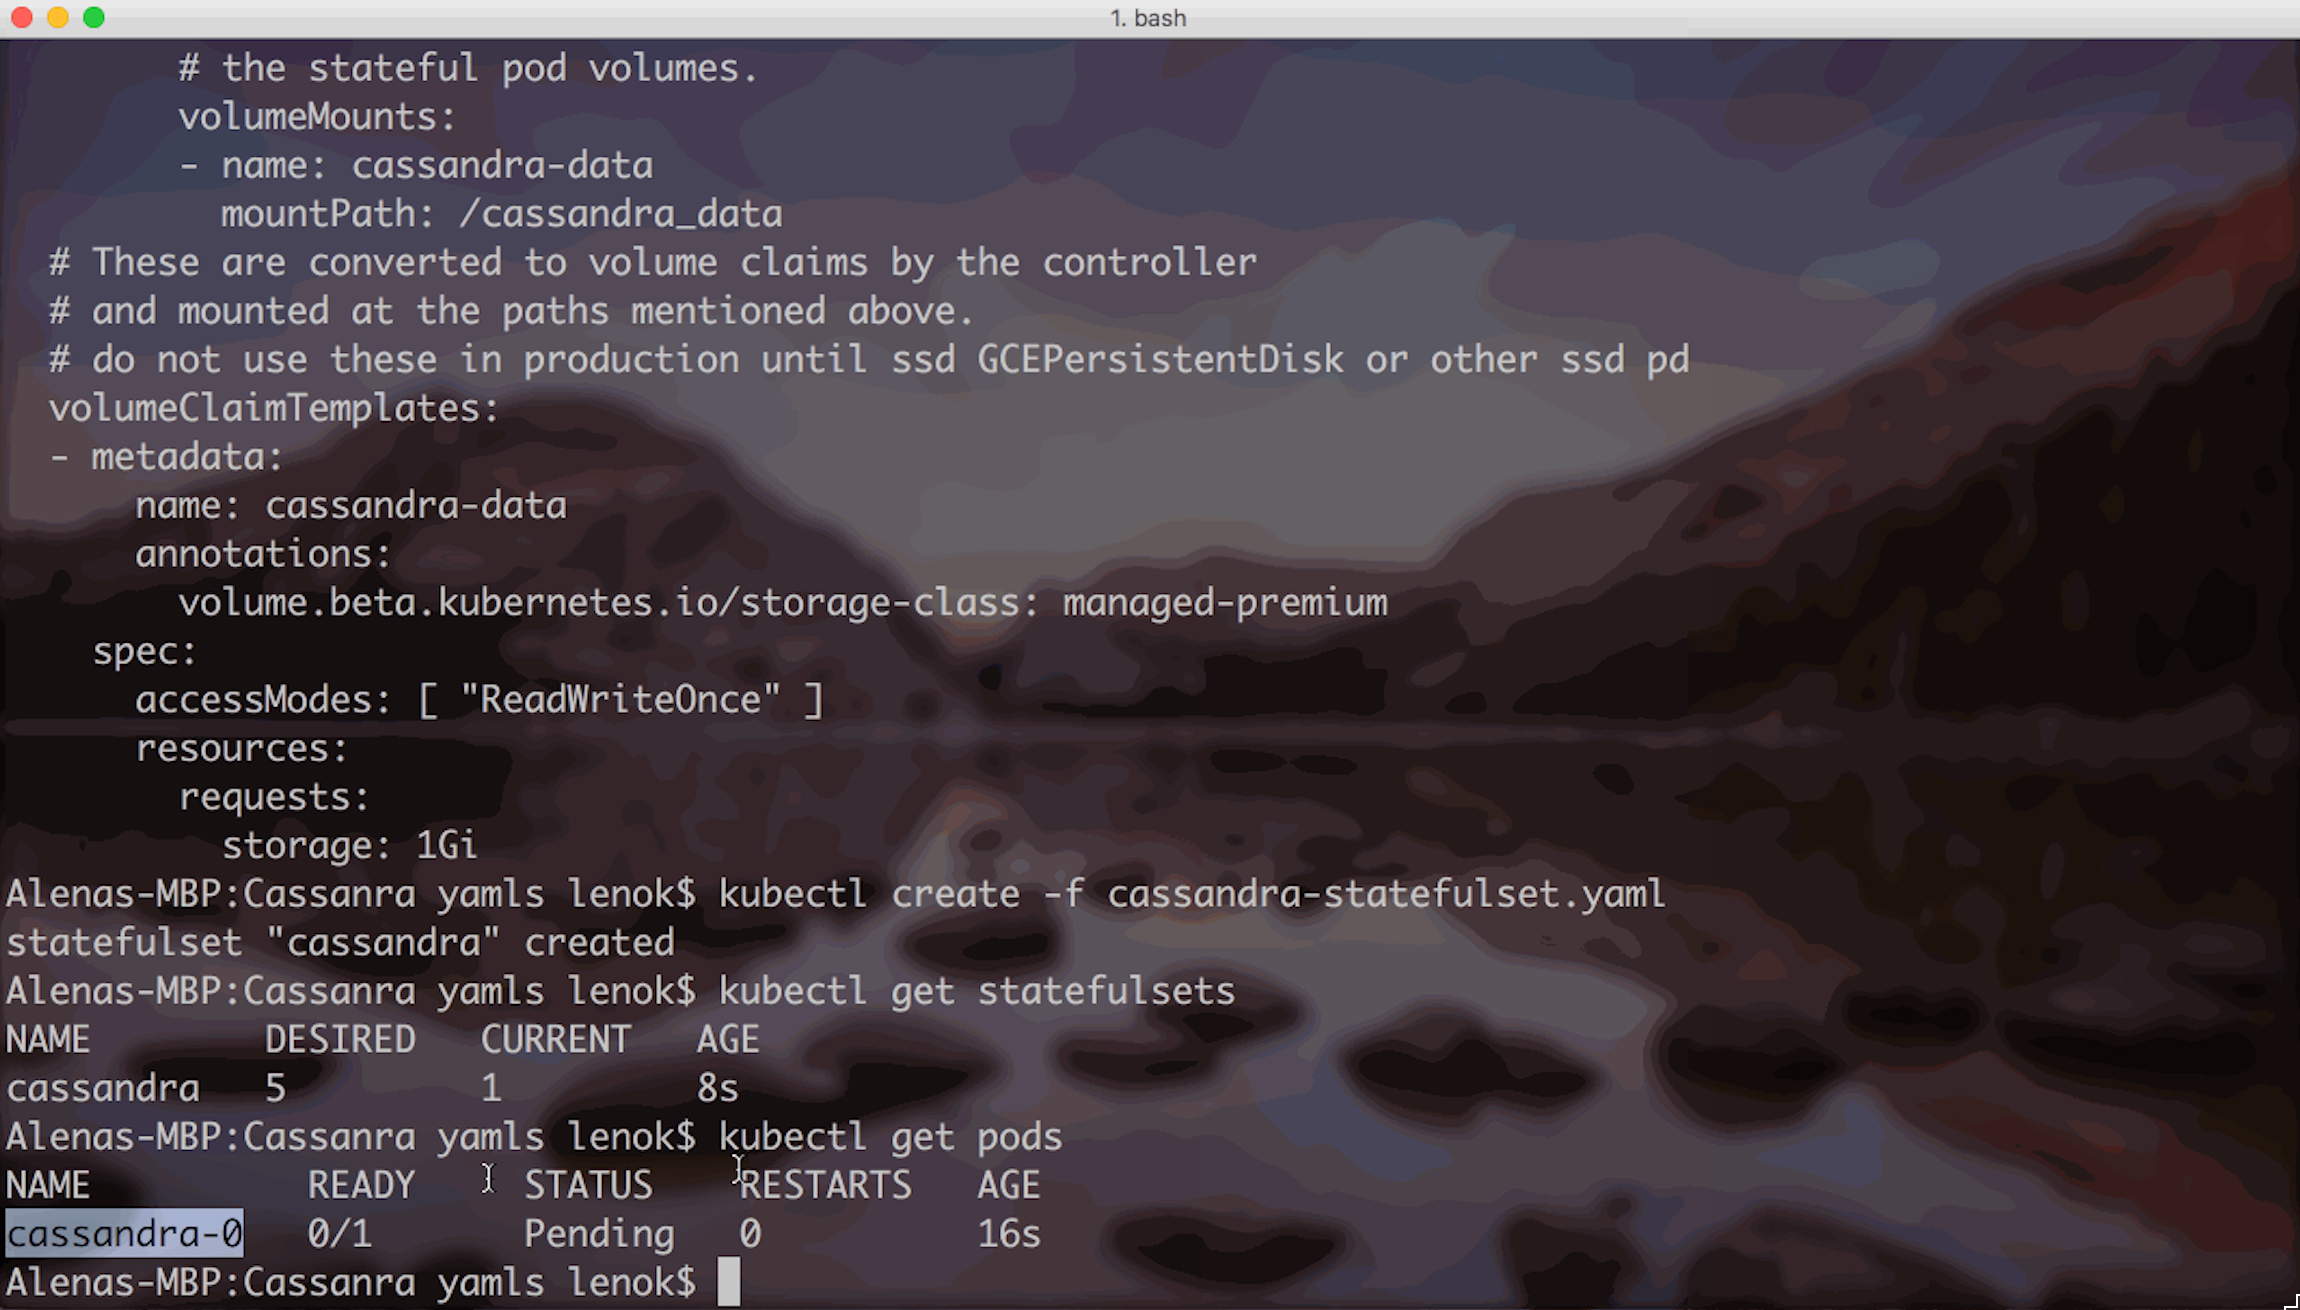 1. bash
# the stateful pod volumes.
volumeMounts:
- name: cassandra-data
mountPath: /cassandra_data
# These are converted to volume claims by the controller
# and mounted at the paths mentioned above.
# do not use these in production until ssd GCEPersistentDisk or other ssd pd
volumeClaimTemplates:
- metadata:
name: cassandra-data
annotations:
volume.beta.kubernetes.io/storage-class: managed-premium
spec:
accessModes: [ "ReadWriteOnce" ]
resources:
requests:
storage: 1Gi
Alenas-MBP:Cassanra yamls lenok$ kubectl create -f cassandra-statefulset.yaml
statefulset "cassandra" created
Alenas-MBP:Cassanra yamls lenok$ kubectl get statefulsets
NAME DESIRED CURRENT AGE
cassandra 5 1 8s
Alenas-MBP:Cassanra yamls lenok$ kubectl get pods
NAME READY STATUS RESTARTS AGE
cassandra-0 0/1 Pending 0 16s
Alenas-MBP:Cassanra yamls lenok$